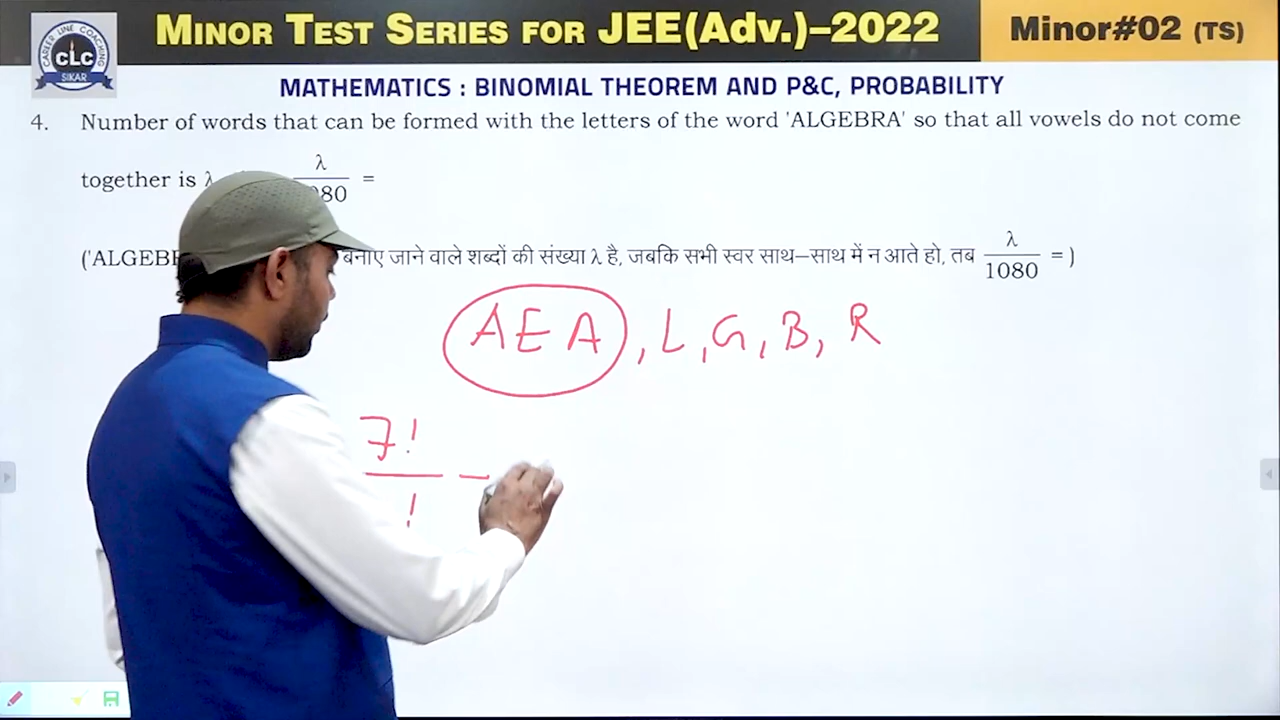 CAREER LINE COACHING
CLC
SIKAR
MINOR TEST SERIES FOR JEE(Adv.)–2022
Minor#02 (TS)
MATHEMATICS : BINOMIAL THEOREM AND P&C, PROBABILITY
4. Number of words that can be formed with the letters of the word 'ALGEBRA' so that all vowels do not come
together is λ
λ
80 =
('ALGEB बनाए जाने वाले शब्दों की संख्या λ है, जबकि सभी स्वर साथ–साथ में न आते हो, तब λ/1080 = )
AEA, L, G, B, R
7!
–
!